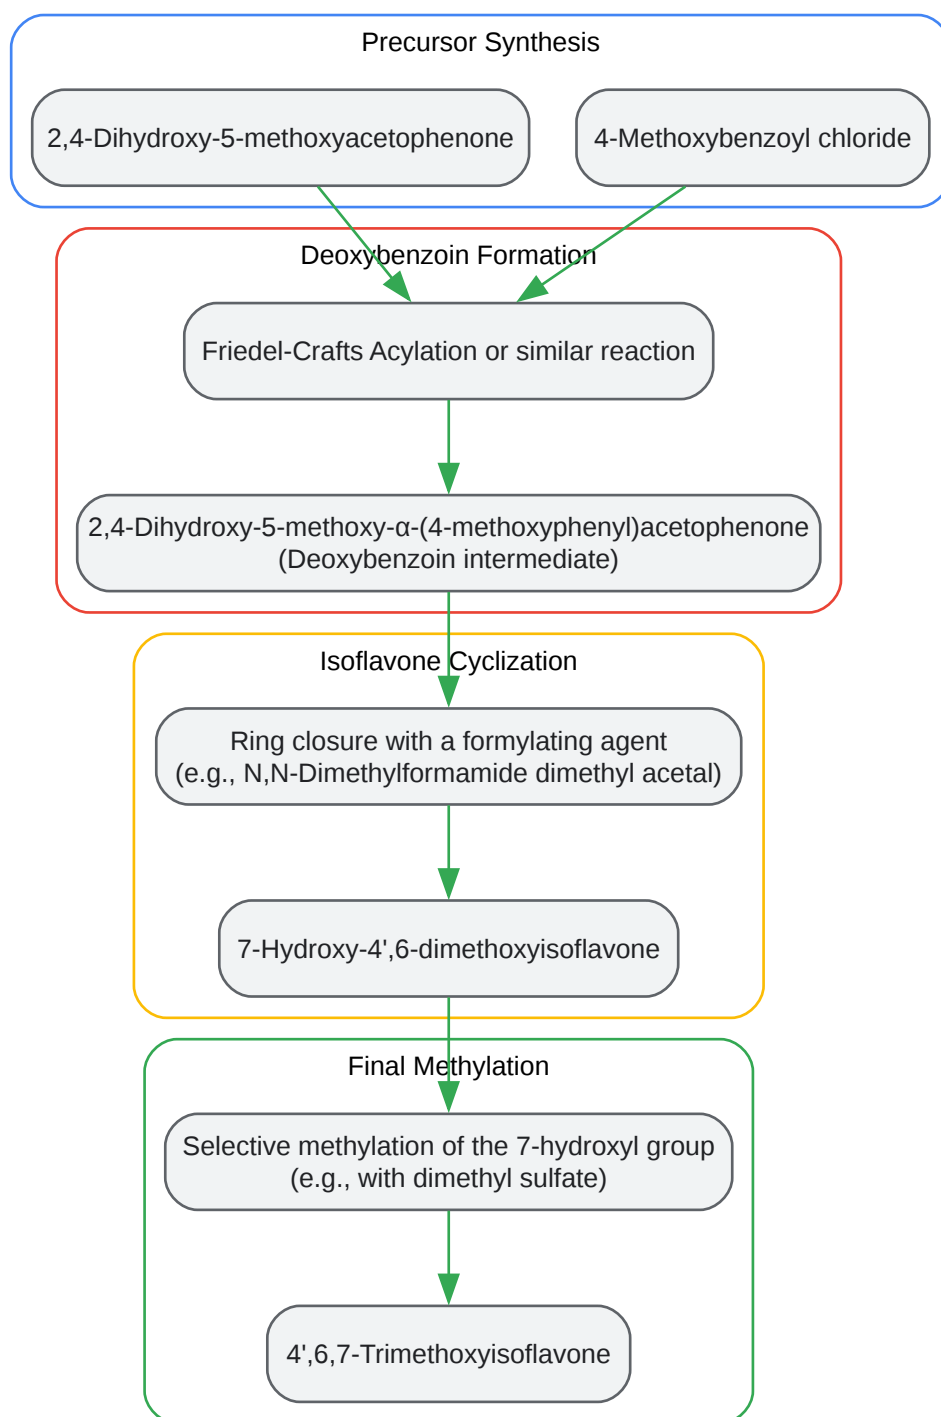 Precursor Synthesis
2,4-Dihydroxy-5-methoxyacetophenone
4-Methoxybenzoyl chloride
Deoxybenzoin Formation
Friedel-Crafts Acylation or similar reaction
2,4-Dihydroxy-5-methoxy-α-(4-methoxyphenyl)acetophenone
(Deoxybenzoin intermediate)
Isoflavone Cyclization
Ring closure with a formylating agent
(e.g., N,N-Dimethylformamide dimethyl acetal)
7-Hydroxy-4',6-dimethoxyisoflavone
Final Methylation
Selective methylation of the 7-hydroxyl group
(e.g., with dimethyl sulfate)
4',6,7-Trimethoxyisoflavone